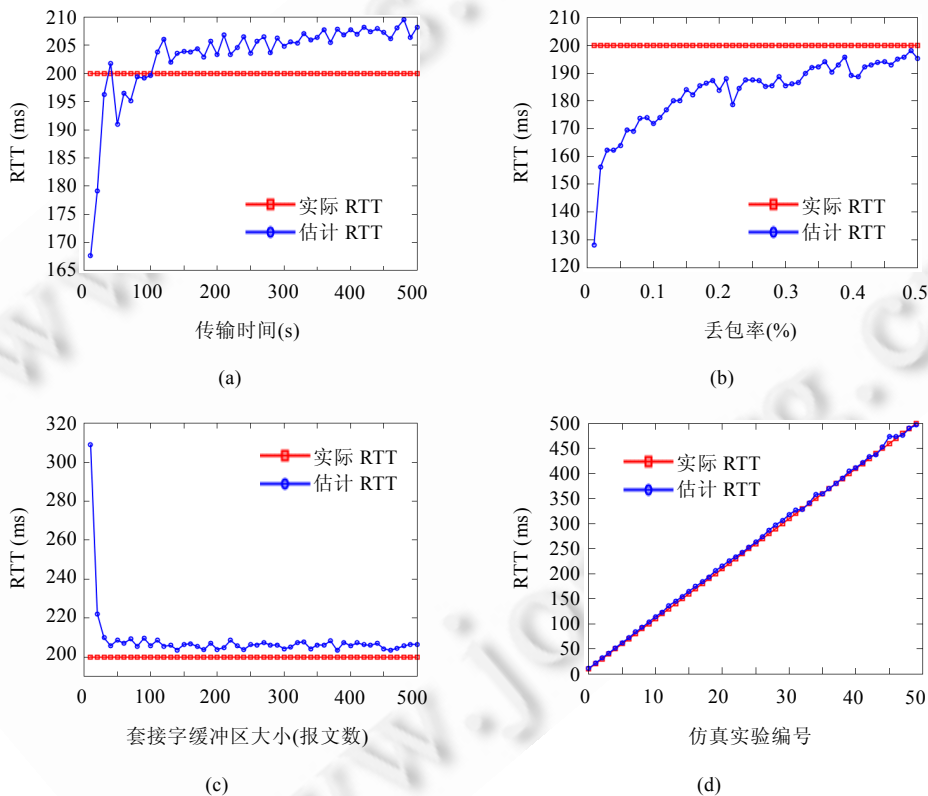 210
205
200
195
190
185
180
175
170
165
RTT (ms)
0 100 200 300 400 500
传输时间(s)
实际 RTT
估计 RTT
(a)
210
200
190
180
170
160
150
140
130
120
RTT (ms)
0 0.1 0.2 0.3 0.4 0.5
丢包率(%)
实际 RTT
估计 RTT
(b)
320
300
280
260
240
220
200
RTT (ms)
0 100 200 300 400 500
套接字缓冲区大小(报文数)
实际 RTT
估计 RTT
(c)
500
450
400
350
300
250
200
150
100
50
0
RTT (ms)
0 10 20 30 40 50
仿真实验编号
实际 RTT
估计 RTT
(d)